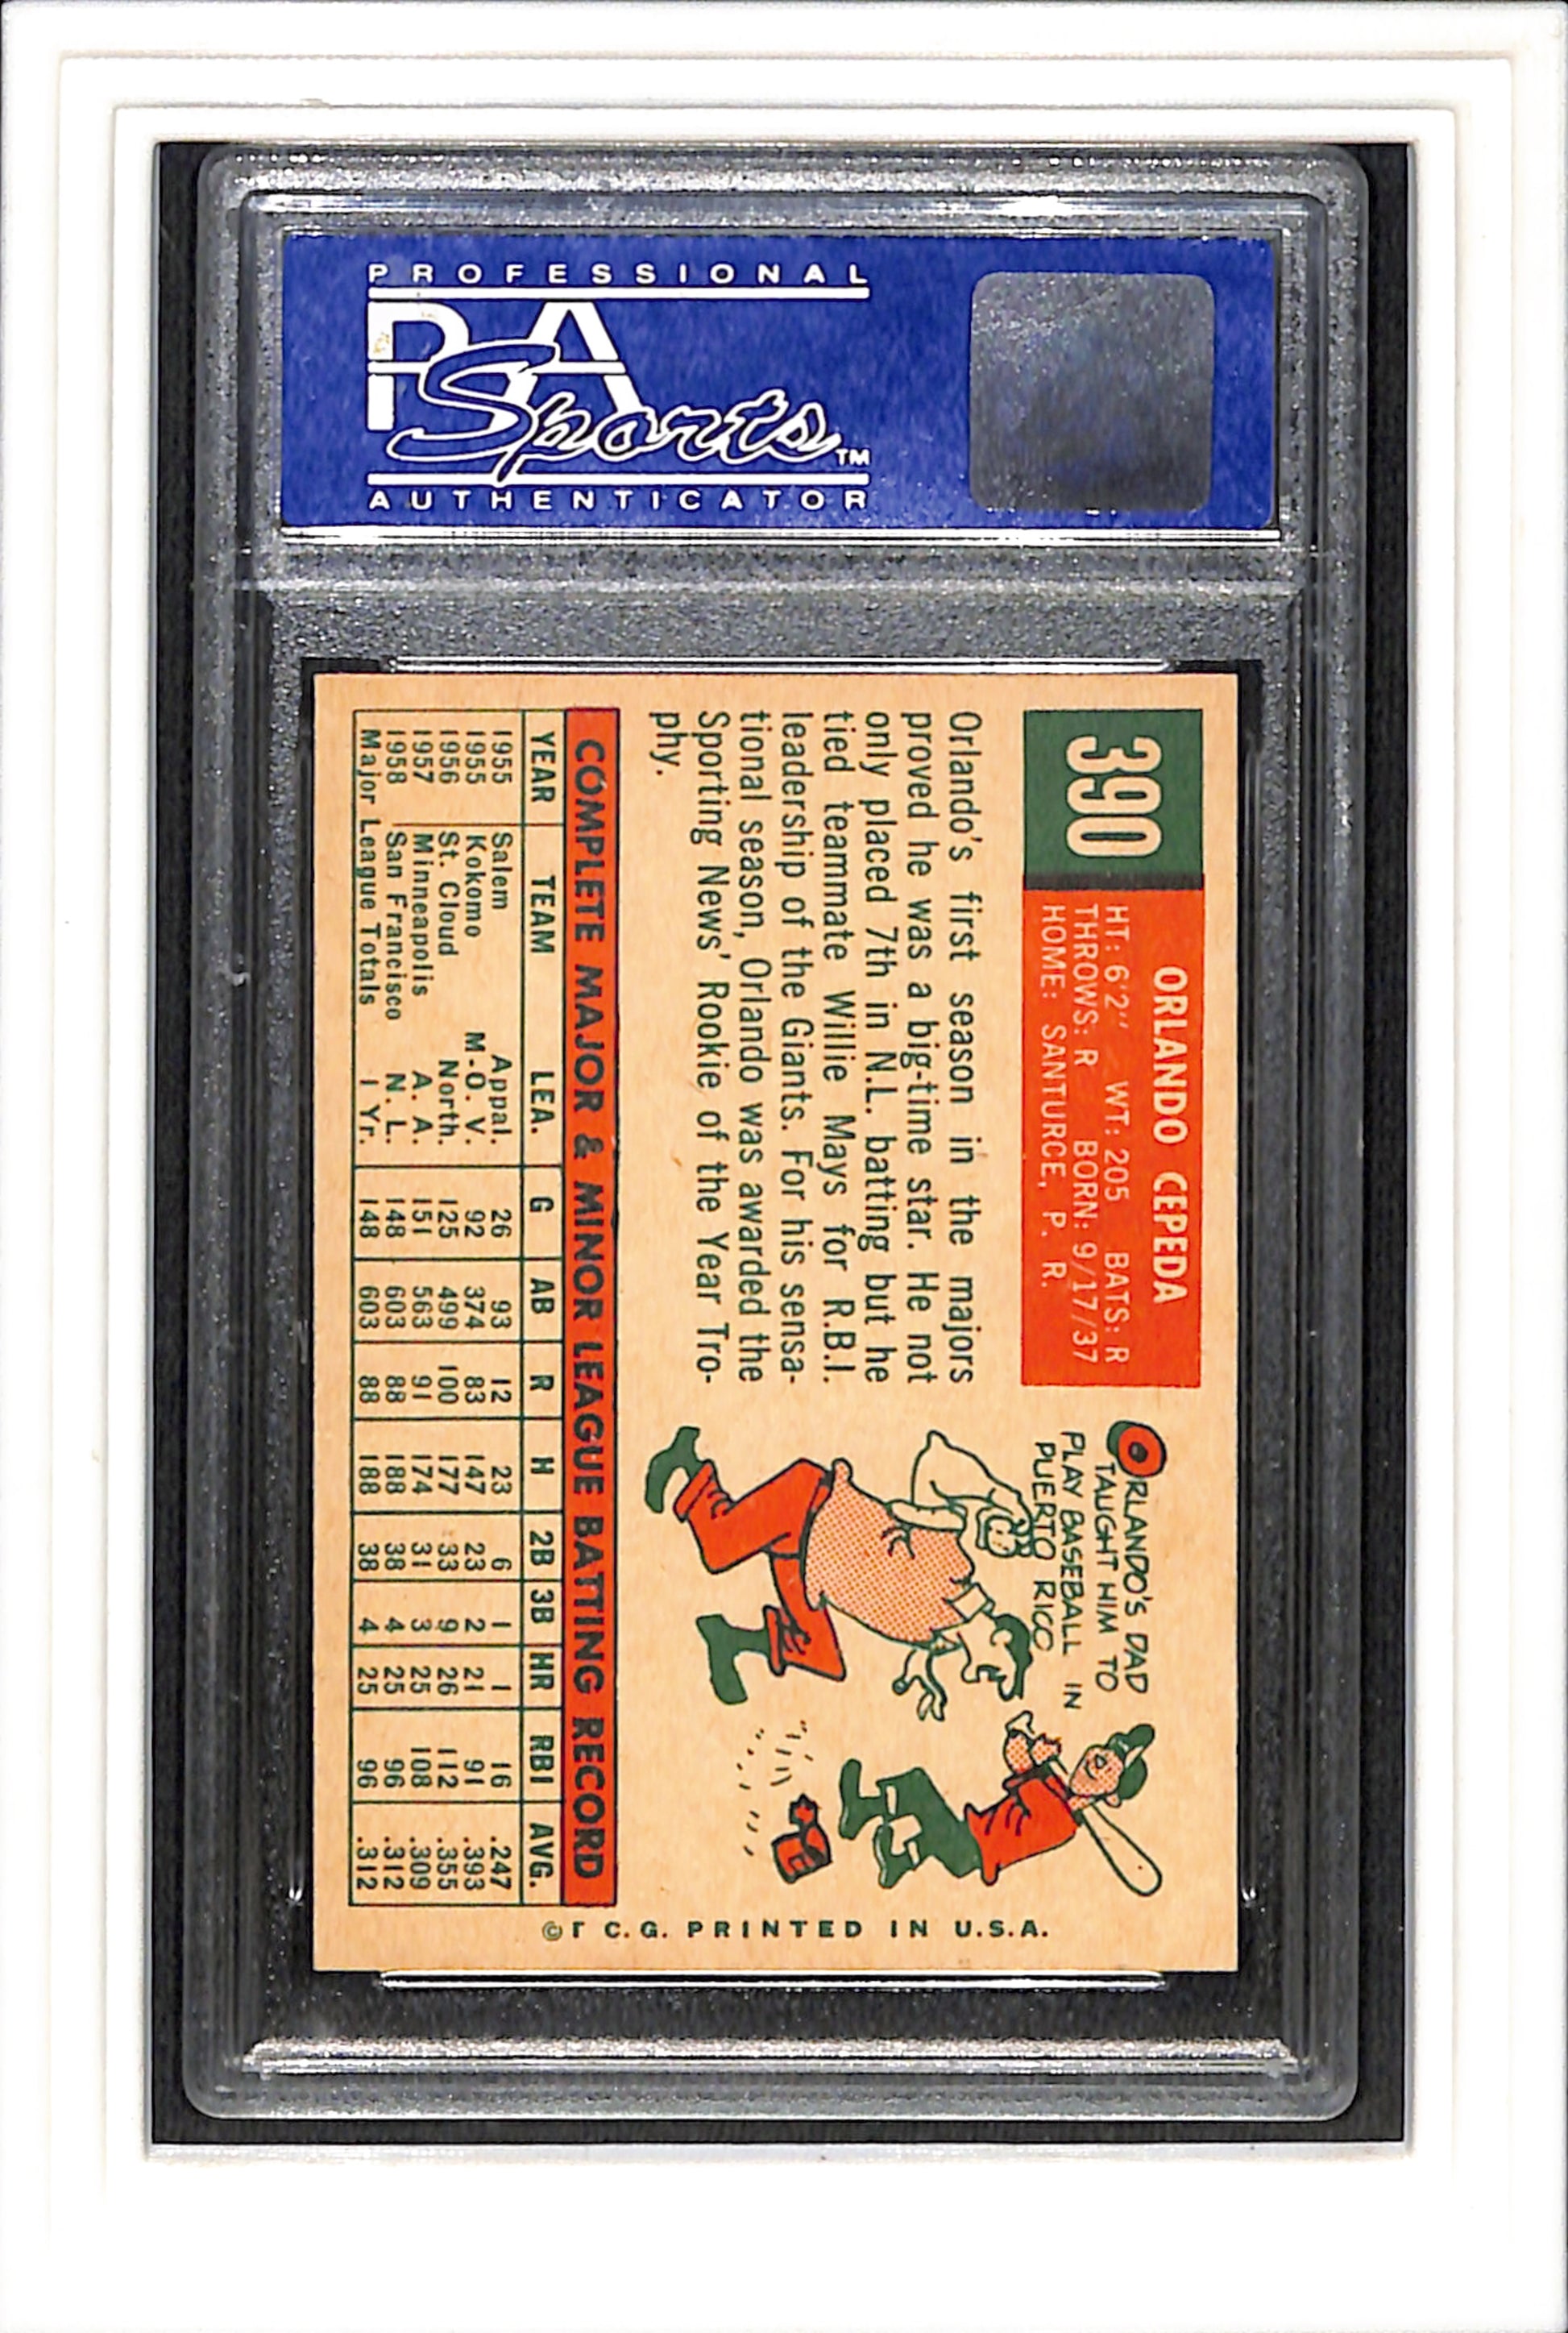 PROFESSIONAL
PSA
Sports™
AUTHENTICATOR
390
ORLANDO CEPEDA
HT: 6'2" WT: 205 BATS: R
THROWS: R BORN: 9/17/37
HOME: SANTURCE, P. R.
Orlando's first season in the majors
proved he was a big-time star. He not
only placed 7th in N.L. batting but he
tied teammate Willie Mays for R.B.I.
leadership of the Giants. For his sensa-
tional season, Orlando was awarded the
Sporting News' Rookie of the Year Tro-
phy.
ORLANDO'S DAD
TAUGHT HIM TO
PLAY BASEBALL IN
PUERTO RICO
COMPLETE MAJOR & MINOR LEAGUE BATTING RECORD
YEAR TEAM LEA. G AB R H 2B 3B HR RBI AVG.
1955 Salem Appal. 26 93 12 23 6 1 1 16 .247
1955 Kokomo M-O. V. 92 374 83 147 23 2 21 91 .393
1956 St. Cloud North. 125 499 100 177 33 9 26 112 .355
1957 Minneapolis A. A. 151 563 91 174 31 3 25 108 .309
1958 San Francisco N. L. 148 603 88 188 38 4 25 96 .312
Major League Totals 1 Yr. 148 603 88 188 38 4 25 96 .312
©T C. G. PRINTED IN U.S.A.